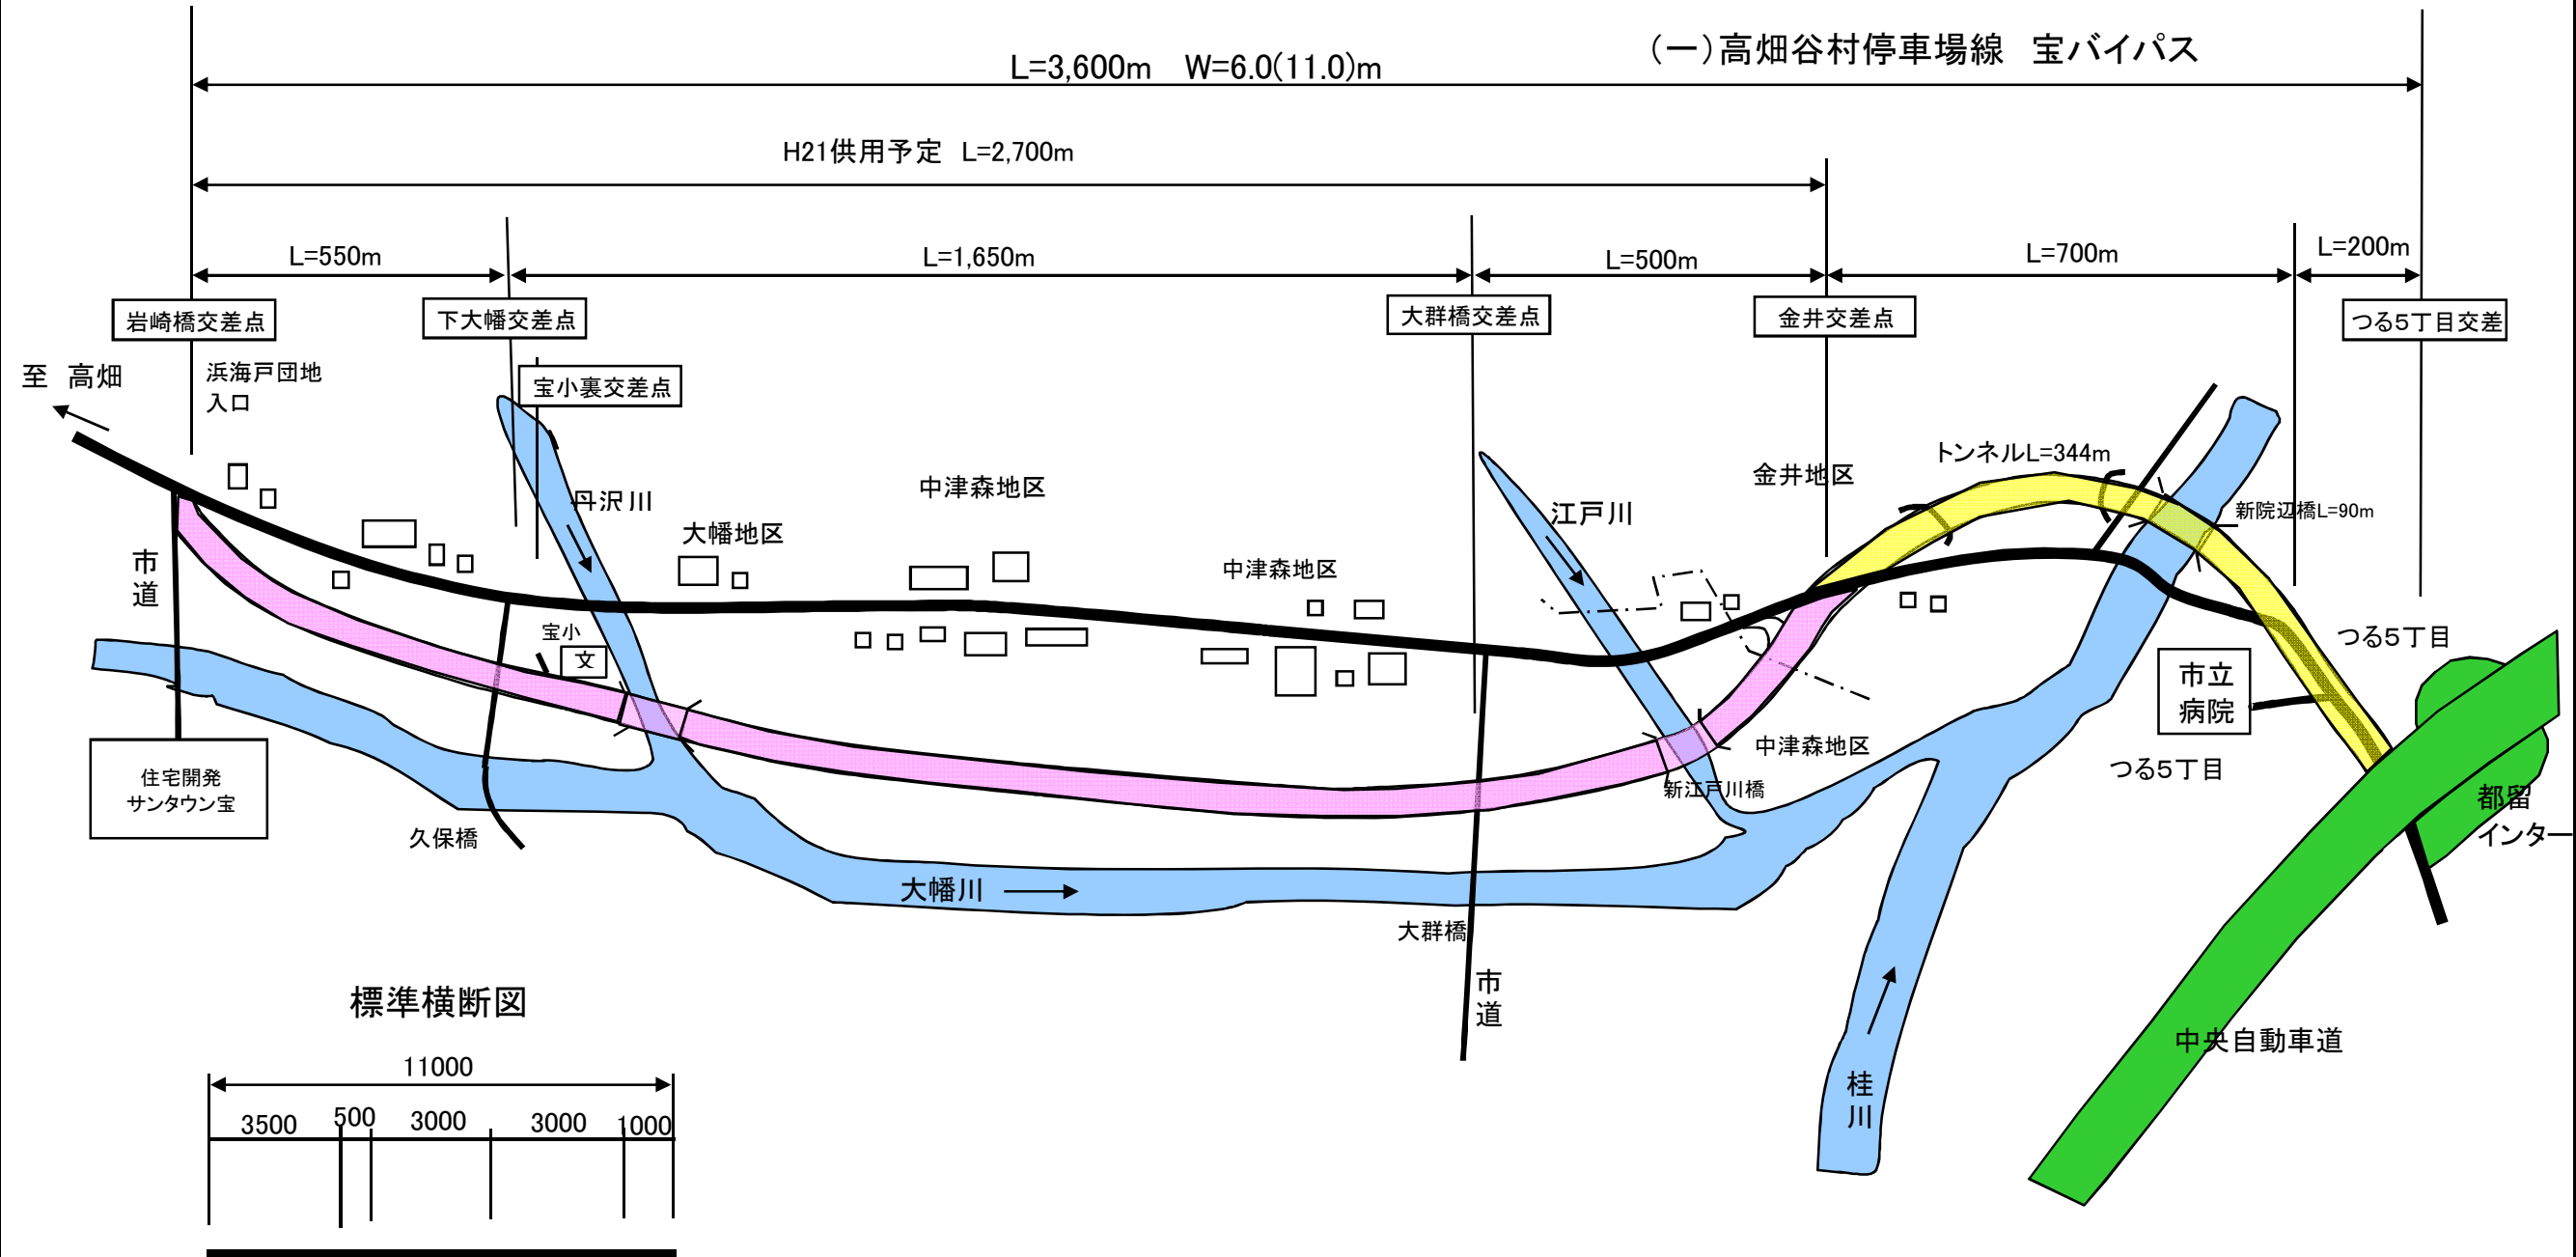 (一)高畑谷村停車場線 宝バイパス
L=3,600m W=6.0(11.0)m
H21供用予定 L=2,700m
L=550m
L=1,650m
L=500m
L=700m
L=200m
岩崎橋交差点
下大幡交差点
大群橋交差点
金井交差点
つる5丁目交差
至 高畑
浜海戸団地
入口
宝小裏交差点
丹沢川
中津森地区
大幡地区
中津森地区
江戸川
金井地区
トンネルL=344m
新院辺橋L=90m
市道
宝小
文
つる5丁目
市立
病院
つる5丁目
中津森地区
新江戸川橋
住宅開発
サンタウン宝
久保橋
都留
インター
大幡川
大群橋
市道
中央自動車道
桂川
標準横断図
11000
3500
500
3000
3000
1000